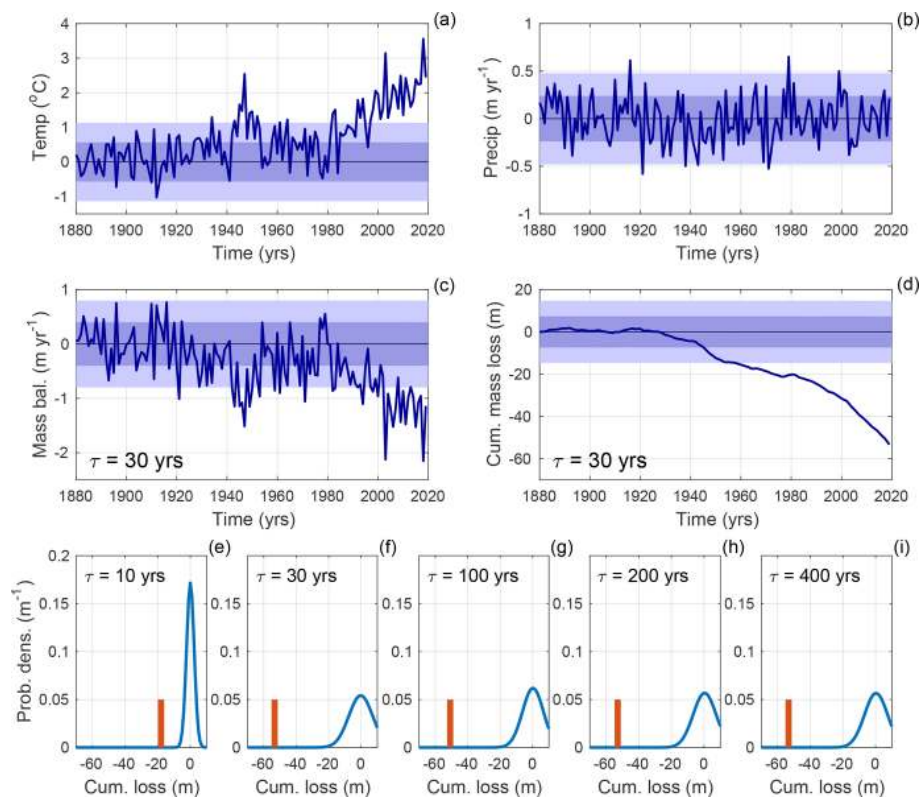 (a)
4
3
2
1
0
-1
Temp (°C)
1880 1900 1920 1940 1960 1980 2000 2020
Time (yrs)
(b)
1
0.5
0
-0.5
-1
Precip (m yr-1)
1880 1900 1920 1940 1960 1980 2000 2020
Time (yrs)
(c)
1
0
-1
-2
Mass bal. (m yr-1)
τ = 30 yrs
1880 1900 1920 1940 1960 1980 2000 2020
Time (yrs)
(d)
20
0
-20
-40
-60
Cum. mass loss (m)
τ = 30 yrs
1880 1900 1920 1940 1960 1980 2000 2020
Time (yrs)
(e)
0.2
0.15
0.1
0.05
0
Prob. dens. (m-1)
τ = 10 yrs
-60 -40 -20 0
Cum. loss (m)
(f)
0.15
0.1
0.05
0
τ = 30 yrs
-60 -40 -20 0
Cum. loss (m)
(g)
0.15
0.1
0.05
0
τ = 100 yrs
-60 -40 -20 0
Cum. loss (m)
(h)
0.15
0.1
0.05
0
τ = 200 yrs
-60 -40 -20 0
Cum. loss (m)
(i)
0.15
0.1
0.05
0
τ = 400 yrs
-60 -40 -20 0
Cum. loss (m)